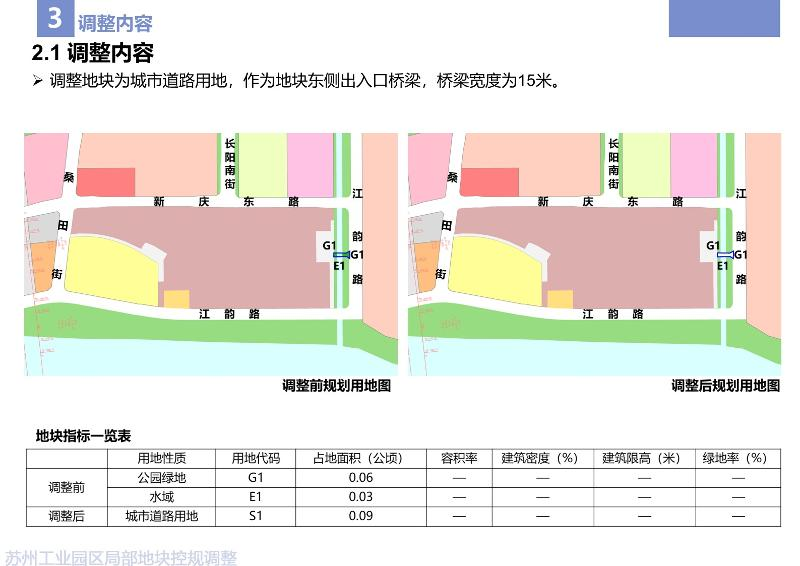 3 调整内容
2.1 调整内容
➢ 调整地块为城市道路用地，作为地块东侧出入口桥梁，桥梁宽度为15米。
长阳南街
桑田街
新庆东路
江韵路
G1
G1
E1
江韵路
调整前规划用地图
长阳南街
桑田街
新庆东路
江韵路
G1
G1
E1
江韵路
调整后规划用地图
地块指标一览表
用地性质 用地代码 占地面积（公顷） 容积率 建筑密度（%） 建筑限高（米） 绿地率（%）
调整前 公园绿地 G1 0.06 — — — —
水域 E1 0.03 — — — —
调整后 城市道路用地 S1 0.09 — — — —
苏州工业园区局部地块控规调整